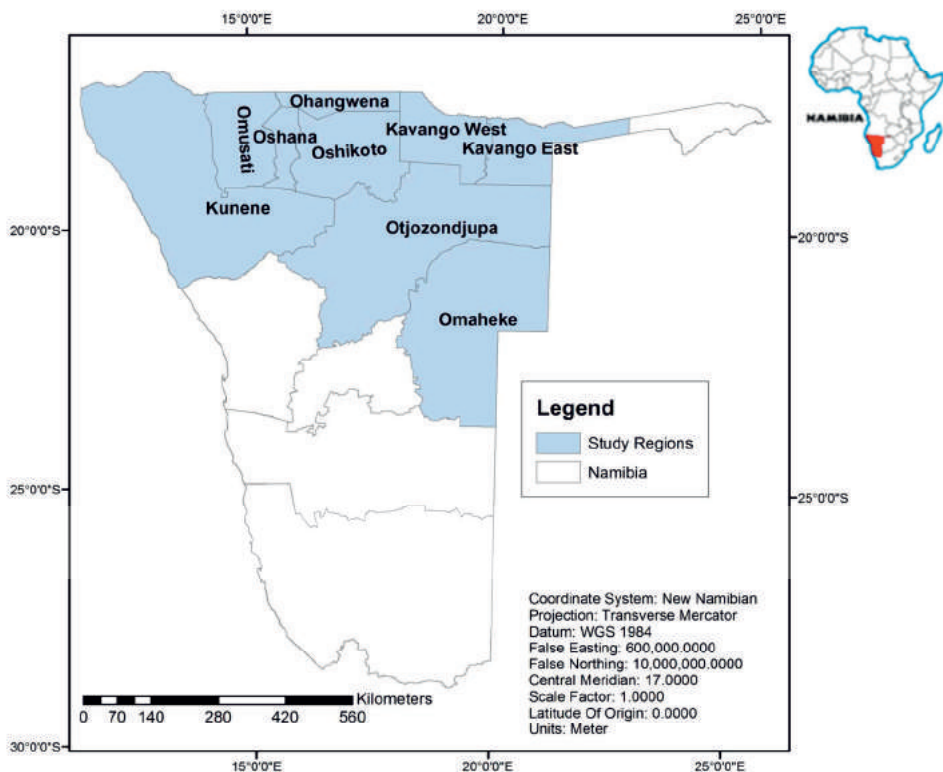 15°0'0"E 20°0'0"E 25°0'0"E
NAMIBIA
Ohangwena
Omusati
Oshana
Oshikoto
Kavango West
Kavango East
Kunene
Otjozondjupa
20°0'0"S 20°0'0"S
Omaheke
Legend
Study Regions
Namibia
25°0'0"S 25°0'0"S
Coordinate System: New Namibian
Projection: Transverse Mercator
Datum: WGS 1984
False Easting: 600,000.0000
False Northing: 10,000,000.0000
Central Meridian: 17.0000
Scale Factor: 1.0000
Latitude Of Origin: 0.0000
Units: Meter
Kilometers
0 70 140 280 420 560
30°0'0"S
15°0'0"E 20°0'0"E 25°0'0"E